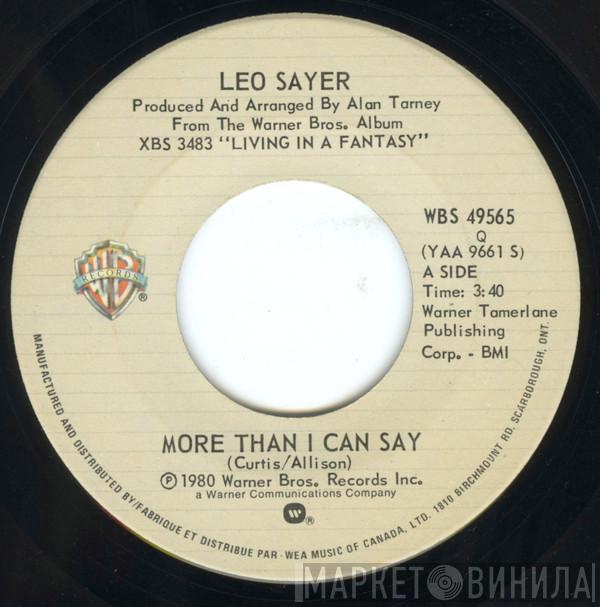 LEO SAYER
Produced And Arranged By Alan Tarney
From The Warner Bros. Album
XBS 3483 "LIVING IN A FANTASY"
WBS 49565
Q
(YAA 9661 S)
A SIDE
Time: 3:40
Warner Tamerlane
Publishing
Corp. - BMI
WB
RECORDS
®
MORE THAN I CAN SAY
(Curtis/Allison)
℗ 1980 Warner Bros. Records Inc.
a Warner Communications Company
®
MANUFACTURED AND DISTRIBUTED BY/FABRIQUE ET DISTRIBUE PAR - WEA MUSIC OF CANADA, LTD. 1810 BIRCHMOUNT RD. SCARBOROUGH, ONT.
МАРКЕТ ВИНИЛА